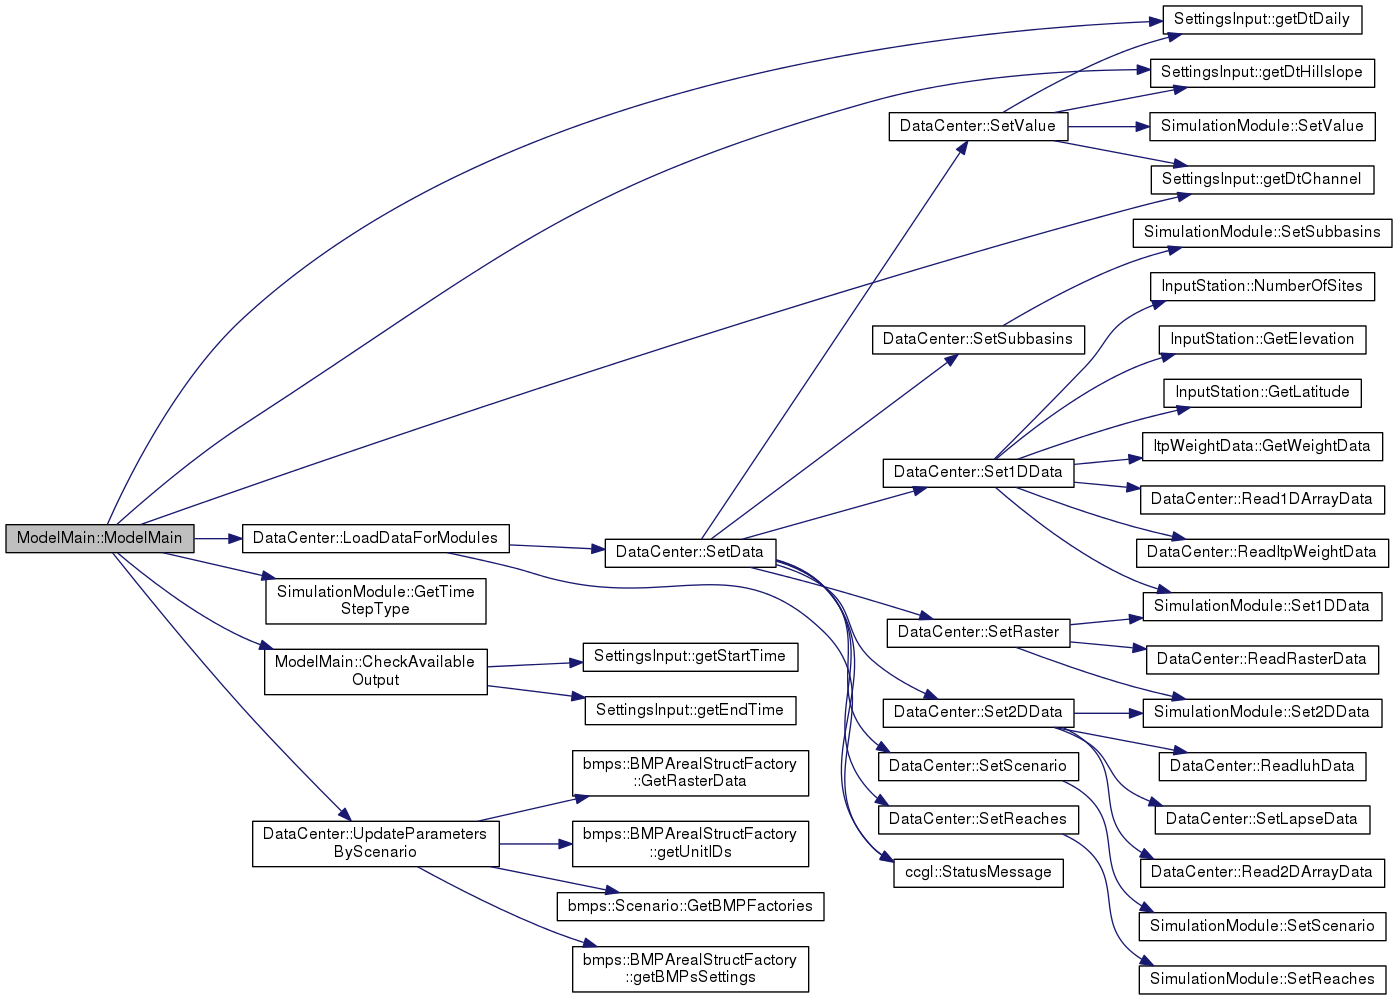 ModelMain::ModelMain
DataCenter::LoadDataForModules
SimulationModule::GetTime
StepType
ModelMain::CheckAvailable
Output
DataCenter::UpdateParameters
ByScenario
DataCenter::SetData
SettingsInput::getStartTime
SettingsInput::getEndTime
bmps::BMPArealStructFactory
::GetRasterData
bmps::BMPArealStructFactory
::getUnitIDs
bmps::Scenario::GetBMPFactories
bmps::BMPArealStructFactory
::getBMPsSettings
DataCenter::SetValue
DataCenter::SetSubbasins
DataCenter::Set1DData
DataCenter::SetRaster
DataCenter::Set2DData
DataCenter::SetScenario
DataCenter::SetReaches
ccgl::StatusMessage
SettingsInput::getDtDaily
SettingsInput::getDtHillslope
SimulationModule::SetValue
SettingsInput::getDtChannel
SimulationModule::SetSubbasins
InputStation::NumberOfSites
InputStation::GetElevation
InputStation::GetLatitude
ItpWeightData::GetWeightData
DataCenter::Read1DArrayData
DataCenter::ReadItpWeightData
SimulationModule::Set1DData
DataCenter::ReadRasterData
SimulationModule::Set2DData
DataCenter::ReadIuhData
DataCenter::SetLapseData
DataCenter::Read2DArrayData
SimulationModule::SetScenario
SimulationModule::SetReaches